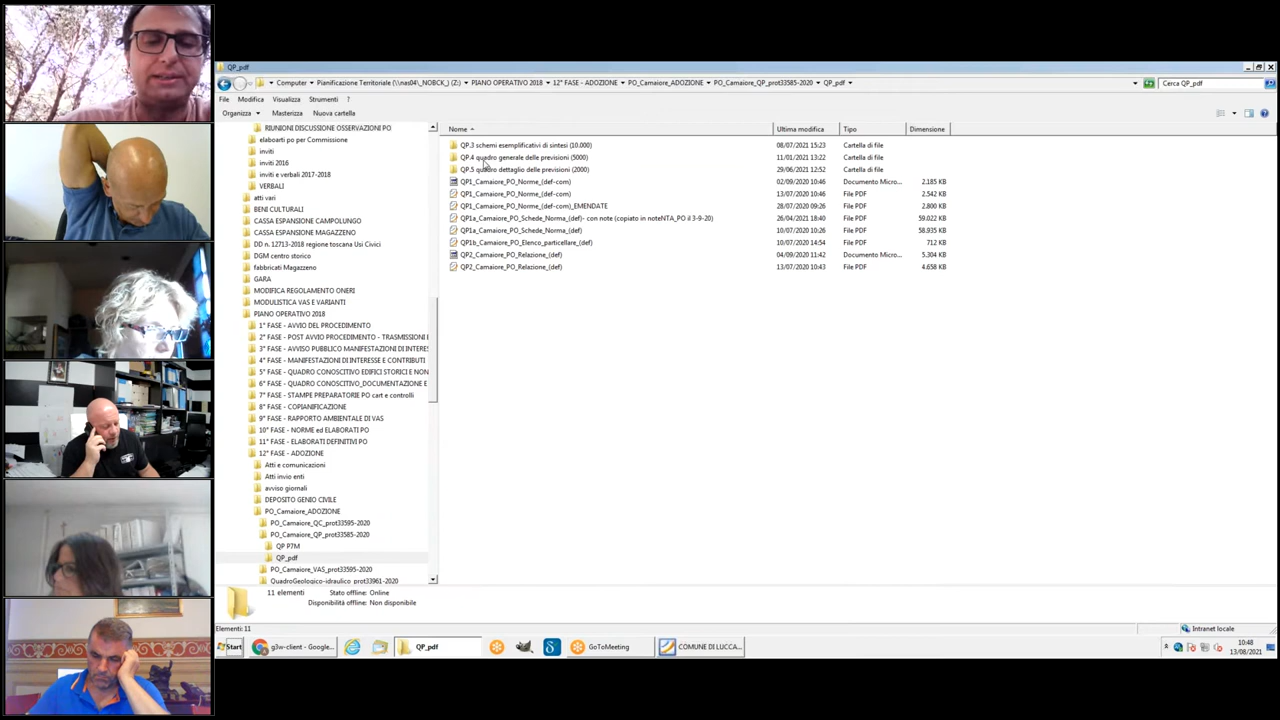 QP_pdf
Computer Pianificazione Territoriale (\\nas04\_NOBCK_) (Z:) PIANO OPERATIVO 2018 12° FASE - ADOZIONE PO_Camaiore_ADOZIONE PO_Camaiore_QP_prot33585-2020 QP_pdf Cerca QP_pdf
File Modifica Visualizza Strumenti ?
Organizza Masterizza Nuova cartella
RIUNIONI DISCUSSIONE OSSERVAZIONI PO
elaboarti po per Commissione
inviti
inviti 2016
inviti e verbali 2017-2018
VERBALI
atti vari
BENI CULTURALI
CASSA ESPANSIONE CAMPOLUNGO
CASSA ESPANSIONE MAGAZZENO
DD n. 12713-2018 regione toscana Usi Civici
DGM centro storico
fabbricati Magazzeno
GARA
MODIFICA REGOLAMENTO ONERI
MODULISTICA VAS E VARIANTI
PIANO OPERATIVO 2018
1° FASE - AVVIO DEL PROCEDIMENTO
2° FASE - POST AVVIO PROCEDIMENTO - TRASMISSIONI
3° FASE - AVVISO PUBBLICO MANIFESTAZIONI DI INTERES
4° FASE - MANIFESTAZIONI DI INTERESSE E CONTRIBUTI
5° FASE - QUADRO CONOSCITIVO EDIFICI STORICI E NON
6° FASE - QUADRO CONOSCITIVO_DOCUMENTAZIONE E
7° FASE - STAMPE PREPARATORIE PO cart e controlli
8° FASE - COPIANIFICAZIONE
9° FASE - RAPPORTO AMBIENTALE DI VAS
10° FASE - NORME ed ELABORATI PO
11° FASE - ELABORATI DEFINITIVI PO
12° FASE - ADOZIONE
Atti e comunicazioni
Atti invio enti
avviso giornali
DEPOSITO GENIO CIVILE
PO_Camaiore_ADOZIONE
PO_Camaiore_QC_prot33595-2020
PO_Camaiore_QP_prot33585-2020
QP P7M
QP_pdf
PO_Camaiore_VAS_prot33595-2020
QuadroGeologico-idraulico_prot33961-2020
Nome Ultima modifica Tipo Dimensione
QP.3 schemi esemplificativi di sintesi (10.000) 08/07/2021 15:23 Cartella di file
QP.4 quadro generale delle previsioni (5000) 11/01/2021 13:22 Cartella di file
QP.5 quadro dettaglio delle previsioni (2000) 29/06/2021 12:52 Cartella di file
QP1_Camaiore_PO_Norme_(def-com) 02/09/2020 10:46 Documento Micro... 2.185 KB
QP1_Camaiore_PO_Norme_(def-com) 13/07/2020 10:46 File PDF 2.542 KB
QP1_Camaiore_PO_Norme_(def-com)_EMENDATE 28/07/2020 09:26 File PDF 2.800 KB
QP1a_Camaiore_PO_Schede_Norma_(def)- con note (copiato in noteNTA_PO il 3-9-20) 26/04/2021 18:40 File PDF 59.022 KB
QP1a_Camaiore_PO_Schede_Norma_(def) 10/07/2020 10:26 File PDF 58.935 KB
QP1b_Camaiore_PO_Elenco_particellare_(def) 10/07/2020 14:54 File PDF 712 KB
QP2_Camaiore_PO_Relazione_(def) 04/09/2020 11:42 Documento Micro... 5.304 KB
QP2_Camaiore_PO_Relazione_(def) 13/07/2020 10:43 File PDF 4.658 KB
11 elementi Stato offline: Online
Disponibilità offline: Non disponibile
Elementi:11 Intranet locale
Start g3w-client - Google... QP_pdf GoToMeeting COMUNE DI LUCCA... 10:48
13/08/2021